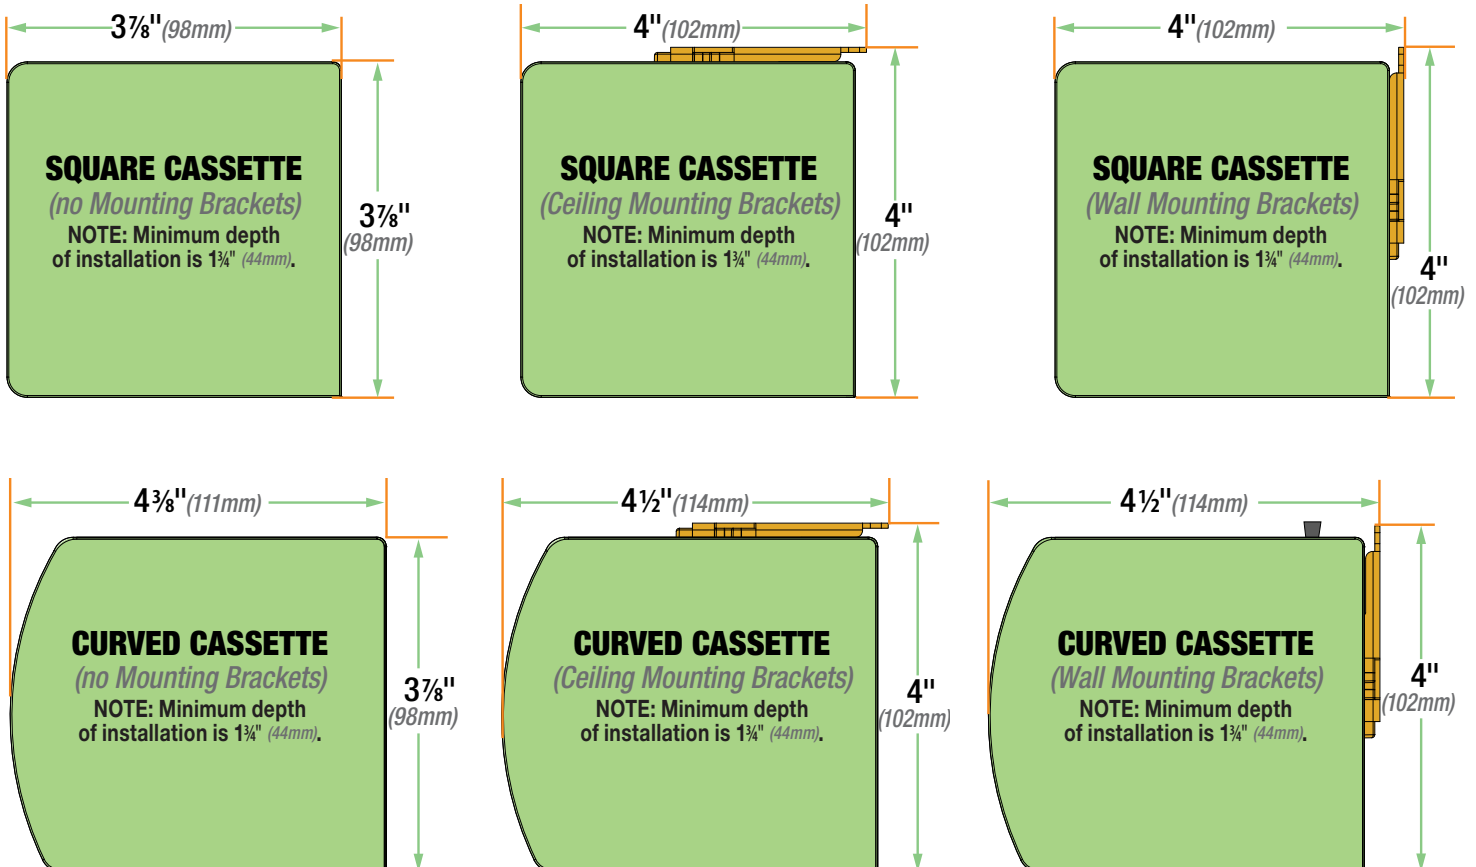 3⅞" (98mm)
SQUARE CASSETTE
(no Mounting Brackets)
NOTE: Minimum depth
of installation is 1¾" (44mm).
3⅞"
(98mm)
4" (102mm)
SQUARE CASSETTE
(Ceiling Mounting Brackets)
NOTE: Minimum depth
of installation is 1¾" (44mm).
4"
(102mm)
4" (102mm)
SQUARE CASSETTE
(Wall Mounting Brackets)
NOTE: Minimum depth
of installation is 1¾" (44mm).
4"
(102mm)
4⅜" (111mm)
CURVED CASSETTE
(no Mounting Brackets)
NOTE: Minimum depth
of installation is 1¾" (44mm).
3⅞"
(98mm)
4½" (114mm)
CURVED CASSETTE
(Ceiling Mounting Brackets)
NOTE: Minimum depth
of installation is 1¾" (44mm).
4"
(102mm)
4½" (114mm)
CURVED CASSETTE
(Wall Mounting Brackets)
NOTE: Minimum depth
of installation is 1¾" (44mm).
4"
(102mm)